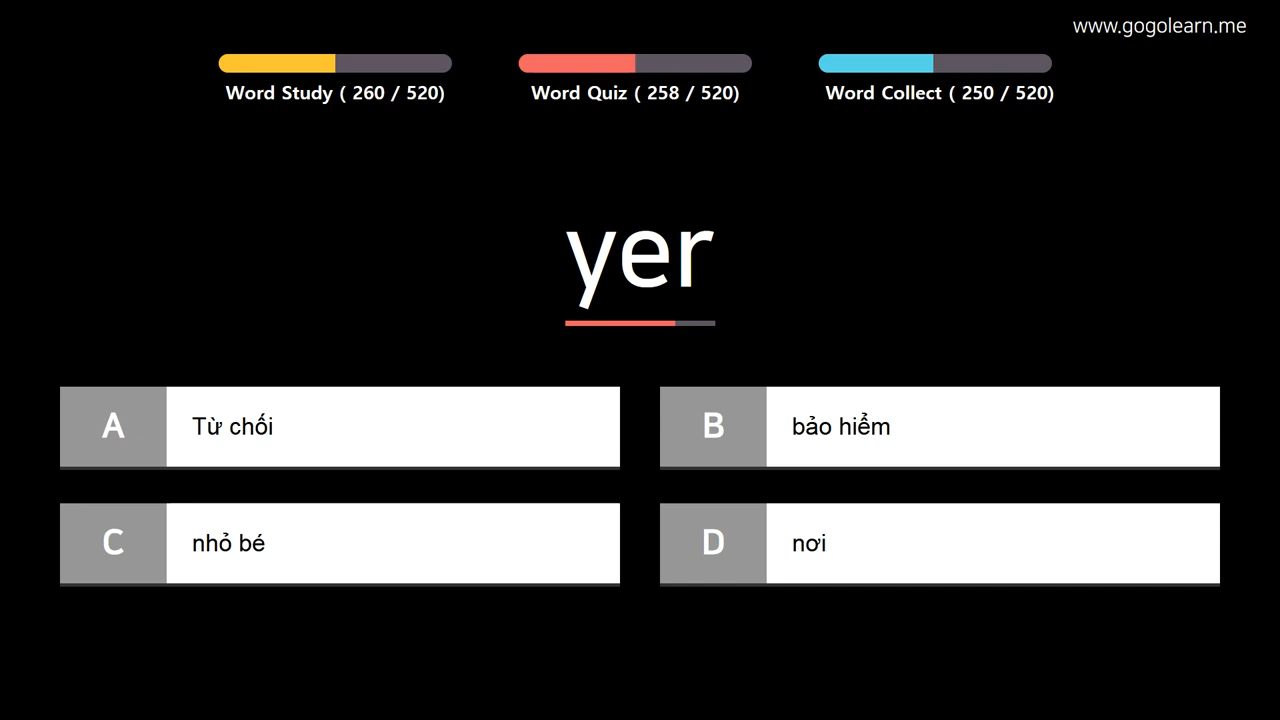 www.gogolearn.me
Word Study ( 260 / 520)
Word Quiz ( 258 / 520)
Word Collect ( 250 / 520)
yer
A
Từ chối
B
bảo hiểm
C
nhỏ bé
D
nơi